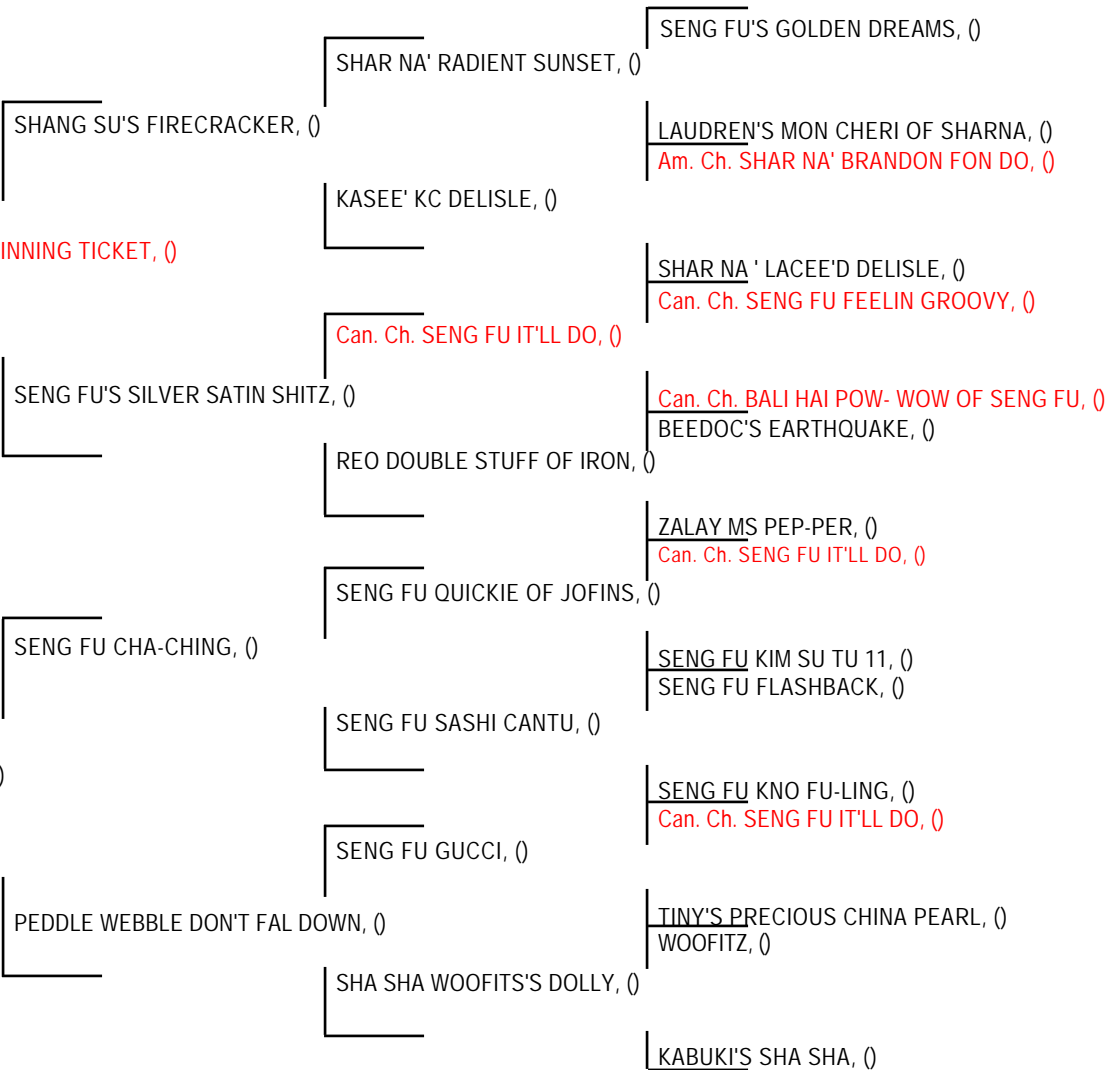 SENG FU'S GOLDEN DREAMS, ()
SHAR NA' RADIENT SUNSET, ()
SHANG SU'S FIRECRACKER, ()
LAUDREN'S MON CHERI OF SHARNA, ()
Am. Ch. SHAR NA' BRANDON FON DO, ()
KASEE' KC DELISLE, ()
INNING TICKET, ()
SHAR NA ' LACEE'D DELISLE, ()
Can. Ch. SENG FU FEELIN GROOVY, ()
Can. Ch. SENG FU IT'LL DO, ()
SENG FU'S SILVER SATIN SHITZ, ()
Can. Ch. BALI HAI POW- WOW OF SENG FU, ()
BEEDOC'S EARTHQUAKE, ()
REO DOUBLE STUFF OF IRON, ()
ZALAY MS PEP-PER, ()
Can. Ch. SENG FU IT'LL DO, ()
SENG FU QUICKIE OF JOFINS, ()
SENG FU CHA-CHING, ()
SENG FU KIM SU TU 11, ()
SENG FU FLASHBACK, ()
SENG FU SASHI CANTU, ()
)
SENG FU KNO FU-LING, ()
Can. Ch. SENG FU IT'LL DO, ()
SENG FU GUCCI, ()
PEDDLE WEBBLE DON'T FAL DOWN, ()
TINY'S PRECIOUS CHINA PEARL, ()
WOOFITZ, ()
SHA SHA WOOFITS'S DOLLY, ()
KABUKI'S SHA SHA, ()